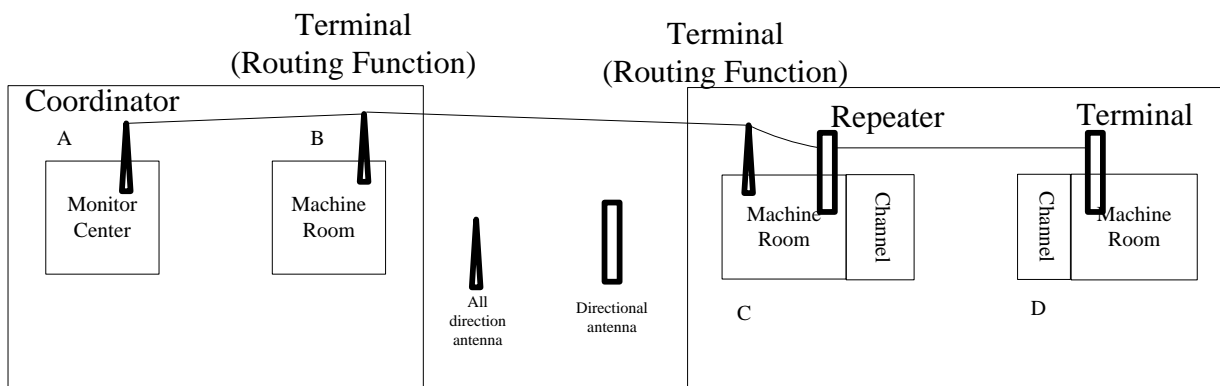 Terminal
(Routing Function)
Terminal
(Routing Function)
Coordinator
Repeater
Terminal
A
B
Monitor
Center
Machine
Room
Machine
Room
Channel
Channel
Machine
Room
All
direction
antenna
Directional
antenna
C
D